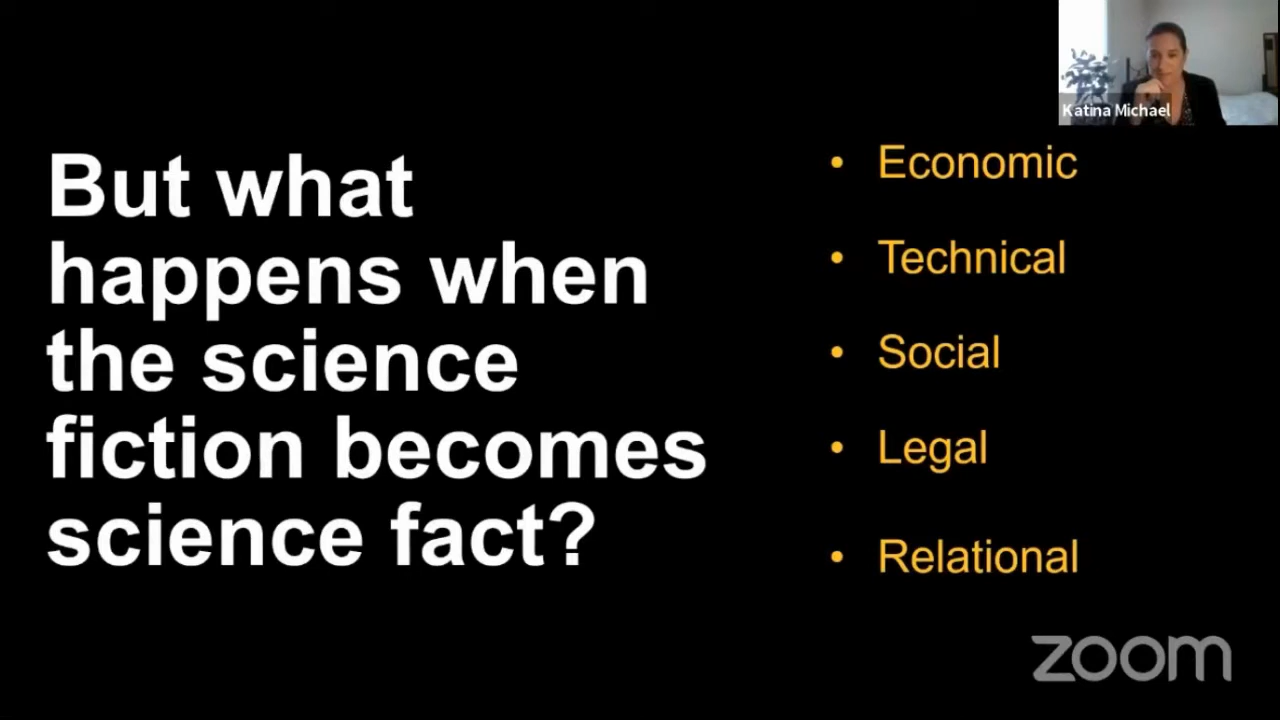 Katina Michael
But what
happens when
the science
fiction becomes
science fact?
• Economic
• Technical
• Social
• Legal
• Relational
zoom